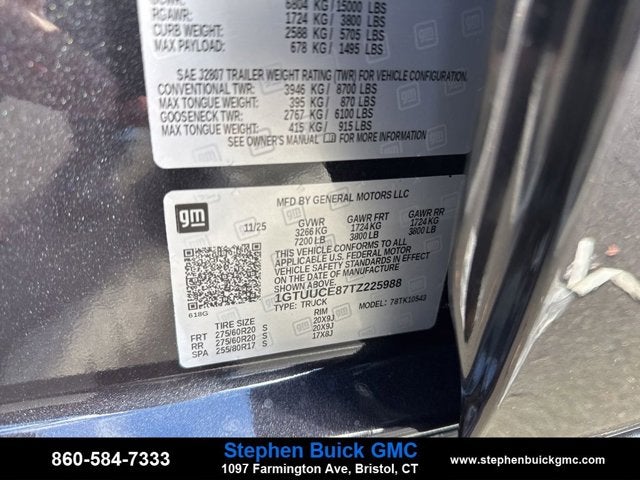 GCWR: 6804 KG/ 15000 LBS
RGAWR: 1724 KG/ 3800 LBS
CURB WEIGHT: 2588 KG/ 5705 LBS
MAX PAYLOAD: 678 KG/ 1495 LBS
SAE J2807 TRAILER WEIGHT RATING (TWR) FOR VEHICLE CONFIGURATION.
CONVENTIONAL TWR: 3946 KG/ 8700 LBS
MAX TONGUE WEIGHT: 395 KG/ 870 LBS
GOOSENECK TWR: 2767 KG/ 6100 LBS
MAX TONGUE WEIGHT: 415 KG/ 915 LBS
SEE OWNER'S MANUAL FOR MORE INFORMATION
MFD BY GENERAL MOTORS LLC
gm
11/25 GVWR GAWR FRT GAWR RR
3266 KG 1724 KG 1724 KG
7200 LB 3800 LB 3800 LB
THIS VEHICLE CONFORMS TO ALL
APPLICABLE U.S. FEDERAL MOTOR
VEHICLE SAFETY STANDARDS
IN EFFECT ON THE DATE OF MANUFACTURE
SHOWN ABOVE.
1GTUUCE87TZ225988
TYPE: TRUCK MODEL: 78TK10543
618G
TIRE SIZE RIM
FRT 275/60R20 S 20X9J
RR 275/60R20 S 20X9J
SPA 255/80R17 S 17X8J
860-584-7333
Stephen Buick GMC
1097 Farmington Ave, Bristol, CT
www.stephenbuickgmc.com